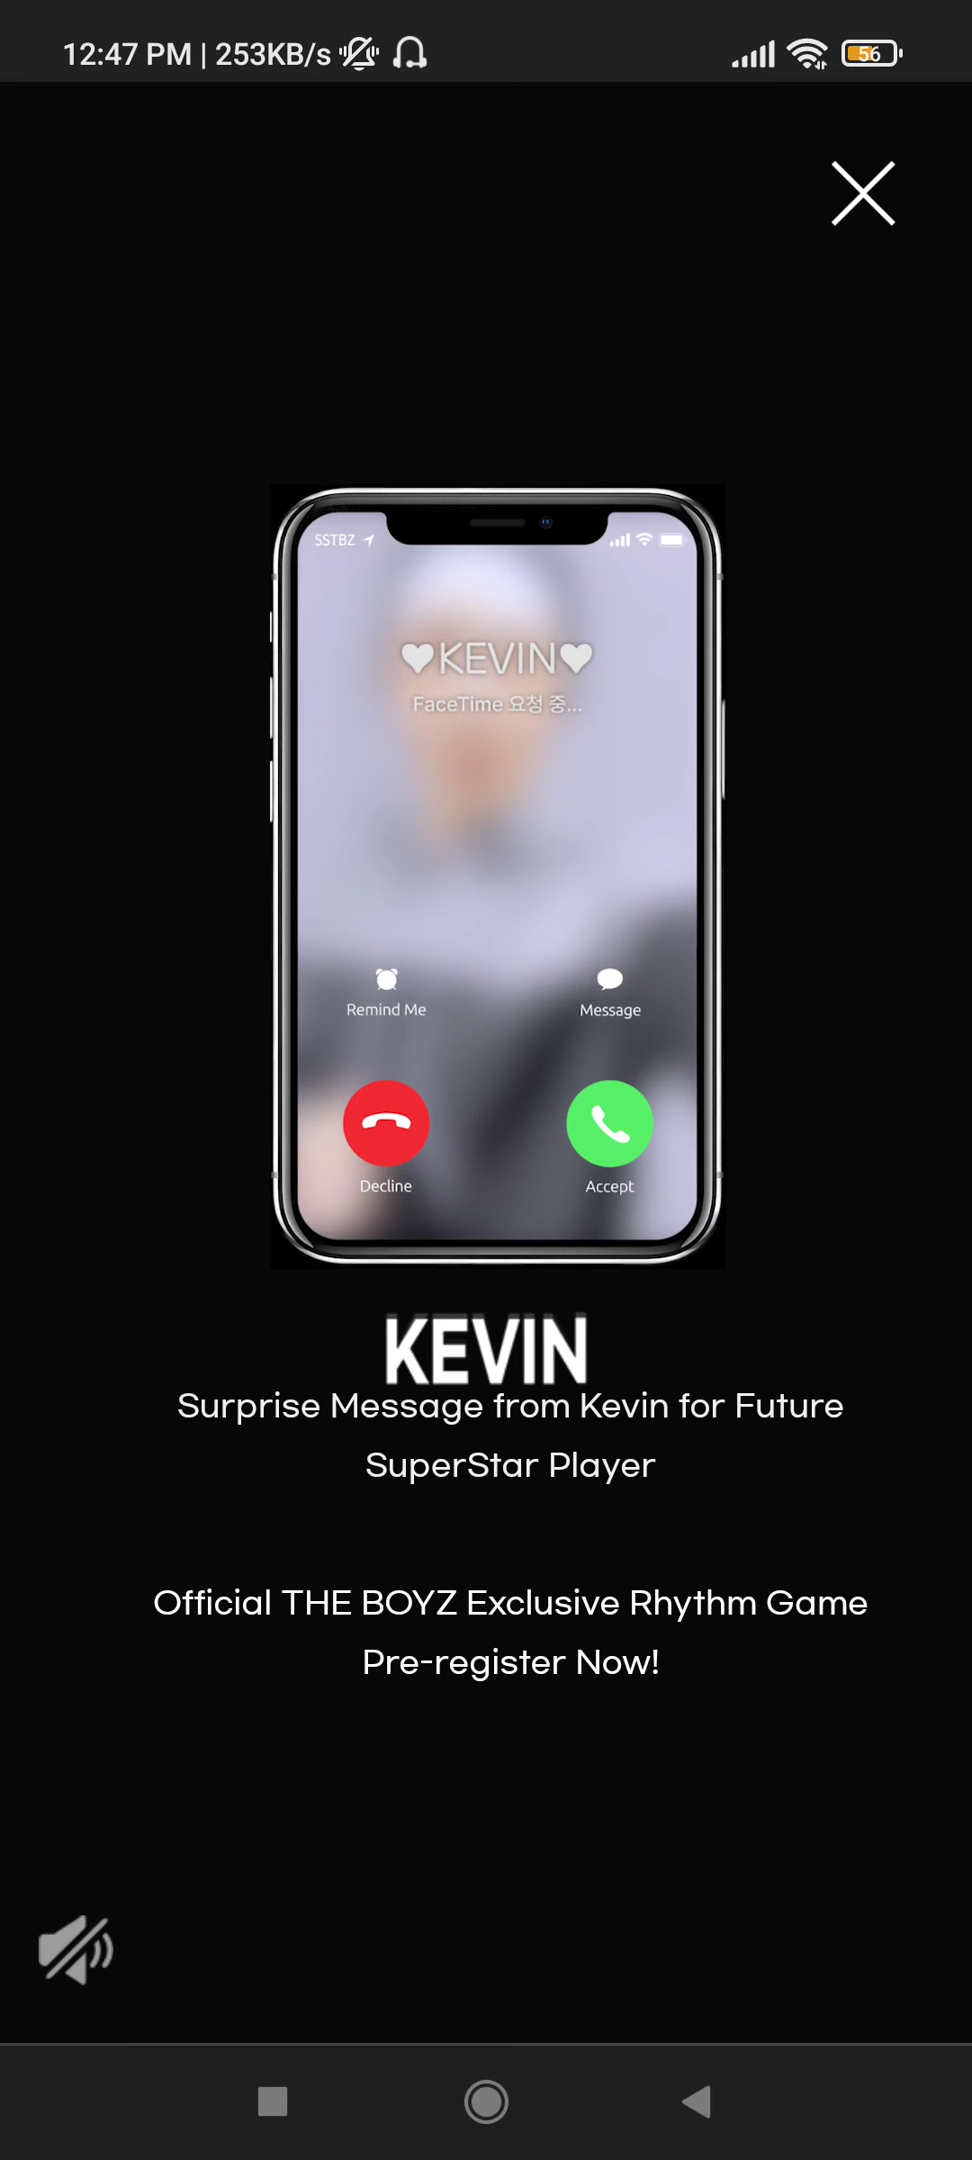 12:47 PM | 253KB/s
56
SSTBZ
♥KEVIN♥
FaceTime 요청 중...
Remind Me
Message
Decline
Accept
KEVIN
Surprise Message from Kevin for Future
SuperStar Player
Official THE BOYZ Exclusive Rhythm Game
Pre-register Now!